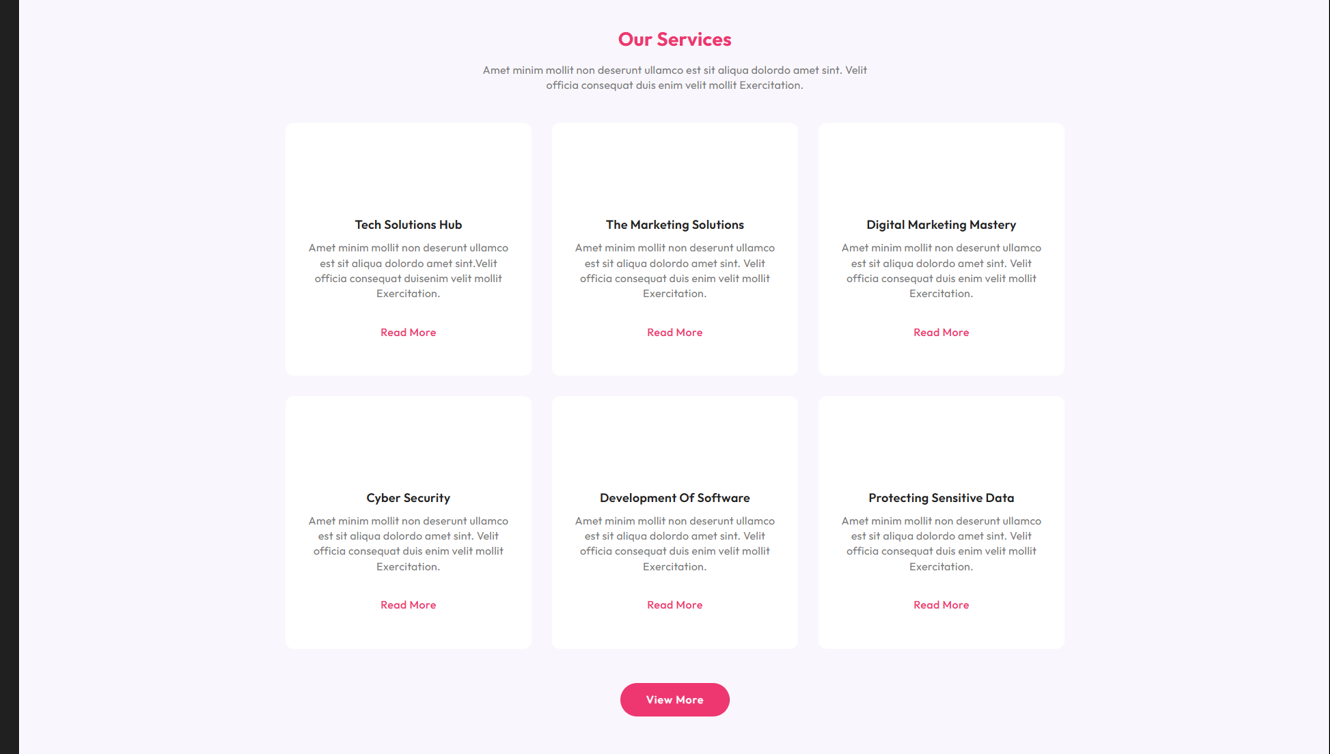 Our Services
Amet minim mollit non deserunt ullamco est sit aliqua dolordo amet sint. Velit
officia consequat duis enim velit mollit Exercitation.
Tech Solutions Hub
Amet minim mollit non deserunt ullamco
est sit aliqua dolordo amet sint.Velit
officia consequat duisenim velit mollit
Exercitation.
Read More
The Marketing Solutions
Amet minim mollit non deserunt ullamco
est sit aliqua dolordo amet sint. Velit
officia consequat duis enim velit mollit
Exercitation.
Read More
Digital Marketing Mastery
Amet minim mollit non deserunt ullamco
est sit aliqua dolordo amet sint. Velit
officia consequat duis enim velit mollit
Exercitation.
Read More
Cyber Security
Amet minim mollit non deserunt ullamco
est sit aliqua dolordo amet sint. Velit
officia consequat duis enim velit mollit
Exercitation.
Read More
Development Of Software
Amet minim mollit non deserunt ullamco
est sit aliqua dolordo amet sint. Velit
officia consequat duis enim velit mollit
Exercitation.
Read More
Protecting Sensitive Data
Amet minim mollit non deserunt ullamco
est sit aliqua dolordo amet sint. Velit
officia consequat duis enim velit mollit
Exercitation.
Read More
View More